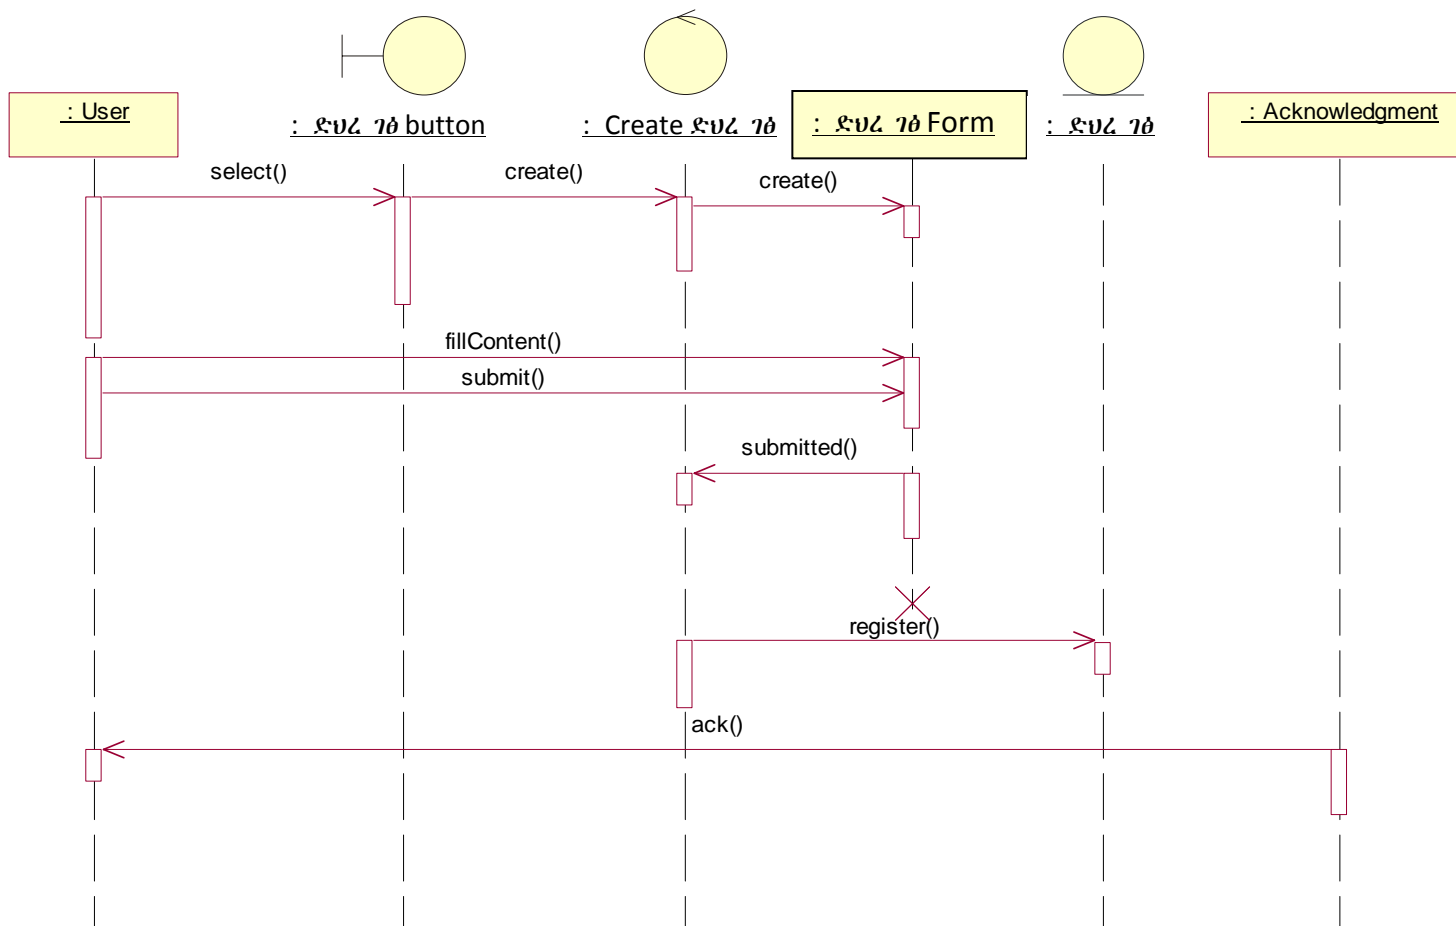 : User
: ድህረ ገፅ button
: Create ድህረ ገፅ
: ድህረ ገፅ Form
: ድህረ ገፅ
: Acknowledgment
select()
create()
create()
fillContent()
submit()
submitted()
register()
ack()